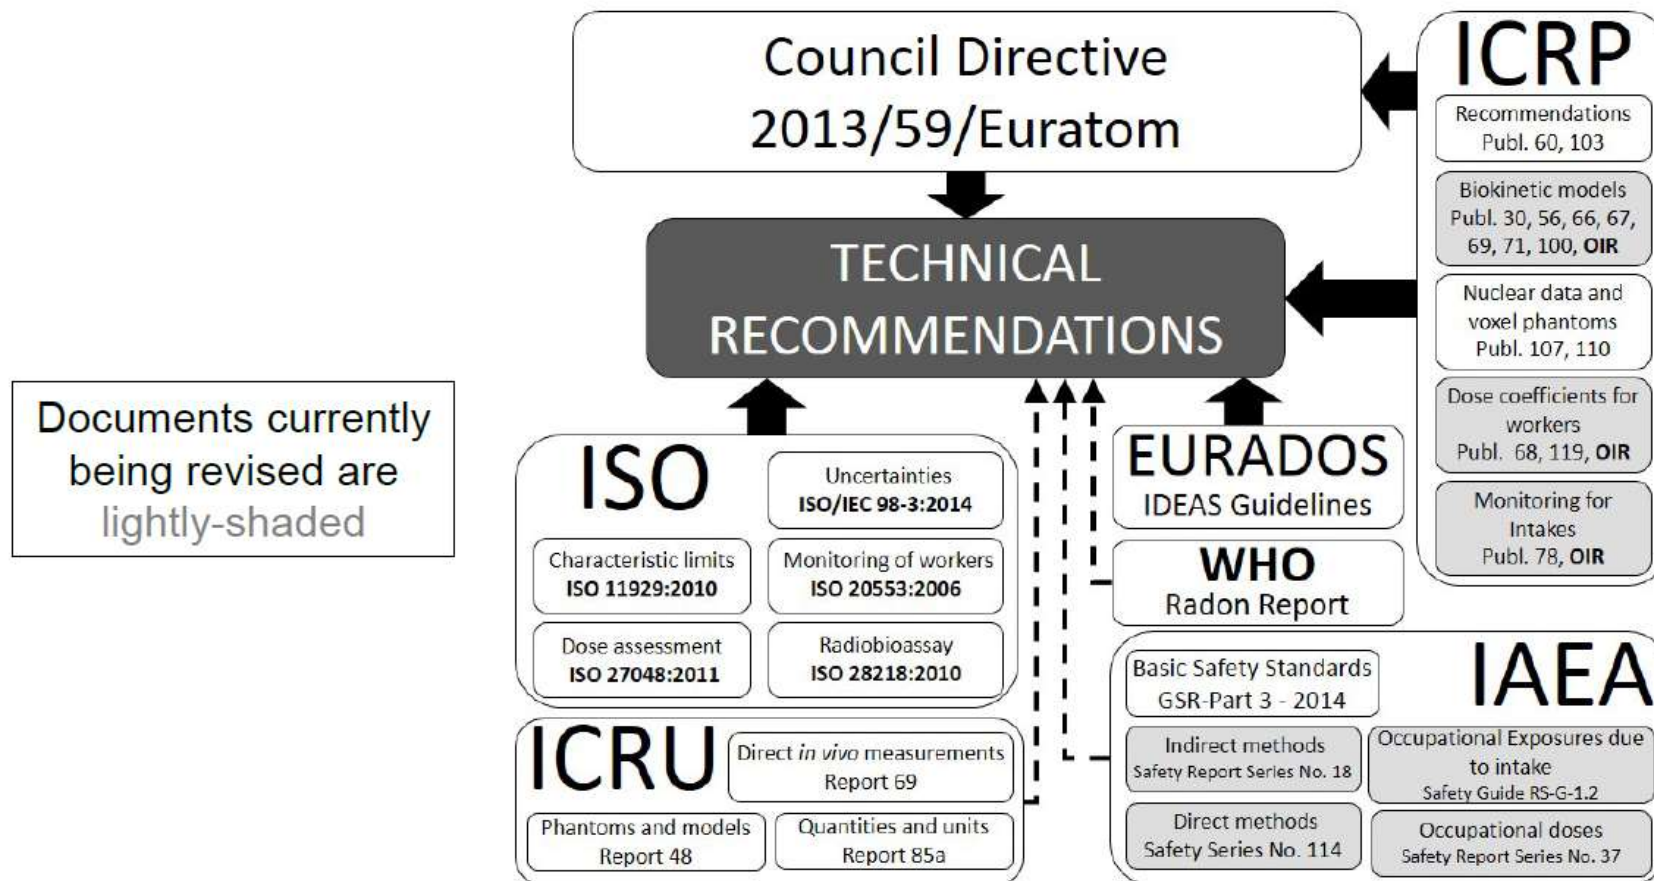 Council Directive
2013/59/Euratom
TECHNICAL
RECOMMENDATIONS
Documents currently
being revised are
lightly-shaded
ICRP
Recommendations
Publ. 60, 103
Biokinetic models
Publ. 30, 56, 66, 67,
69, 71, 100, OIR
Nuclear data and
voxel phantoms
Publ. 107, 110
Dose coefficients for
workers
Publ. 68, 119, OIR
Monitoring for
Intakes
Publ. 78, OIR
ISO
Uncertainties
ISO/IEC 98-3:2014
Characteristic limits
ISO 11929:2010
Monitoring of workers
ISO 20553:2006
Dose assessment
ISO 27048:2011
Radiobioassay
ISO 28218:2010
EURADOS
IDEAS Guidelines
WHO
Radon Report
ICRU
Direct in vivo measurements
Report 69
Phantoms and models
Report 48
Quantities and units
Report 85a
IAEA
Basic Safety Standards
GSR-Part 3 - 2014
Indirect methods
Safety Report Series No. 18
Occupational Exposures due
to intake
Safety Guide RS-G-1.2
Direct methods
Safety Series No. 114
Occupational doses
Safety Report Series No. 37